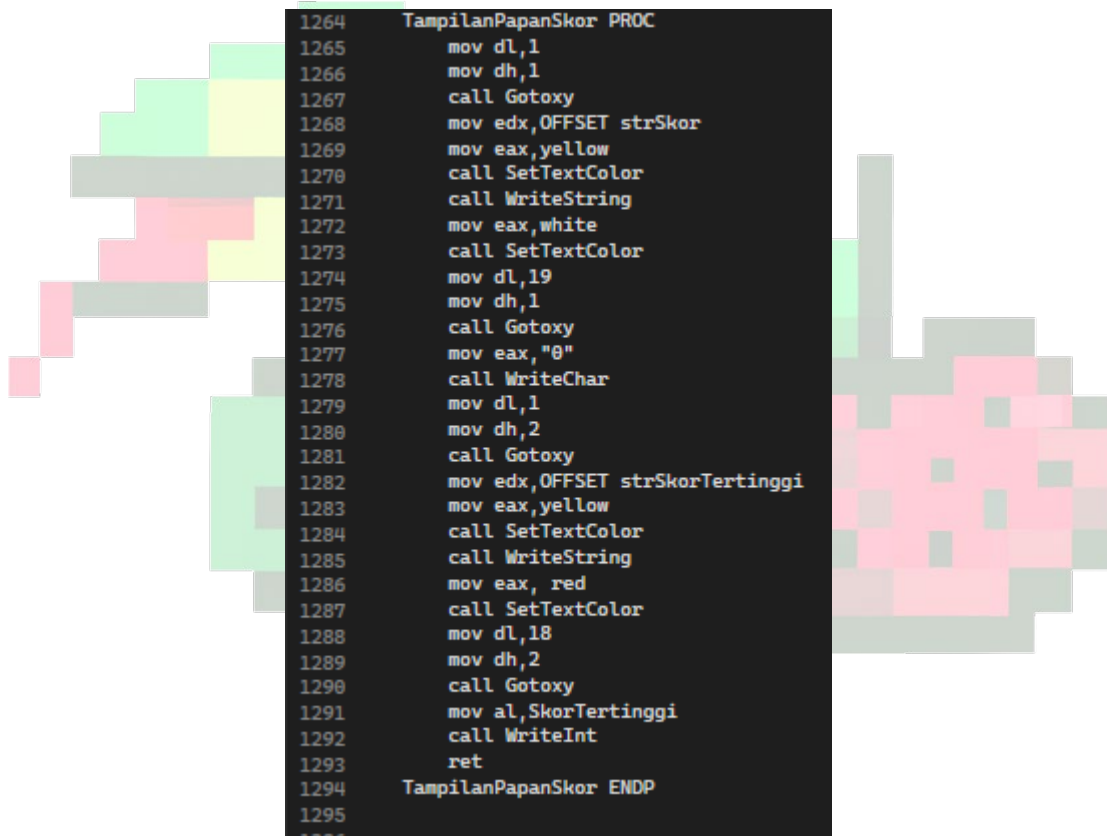 1264 TampilanPapanSkor PROC
1265 mov dl,1
1266 mov dh,1
1267 call Gotoxy
1268 mov edx,OFFSET strSkor
1269 mov eax,yellow
1270 call SetTextColor
1271 call WriteString
1272 mov eax,white
1273 call SetTextColor
1274 mov dl,19
1275 mov dh,1
1276 call Gotoxy
1277 mov eax,"0"
1278 call WriteChar
1279 mov dl,1
1280 mov dh,2
1281 call Gotoxy
1282 mov edx,OFFSET strSkorTertinggi
1283 mov eax,yellow
1284 call SetTextColor
1285 call WriteString
1286 mov eax, red
1287 call SetTextColor
1288 mov dl,18
1289 mov dh,2
1290 call Gotoxy
1291 mov al,SkorTertinggi
1292 call WriteInt
1293 ret
1294 TampilanPapanSkor ENDP
1295